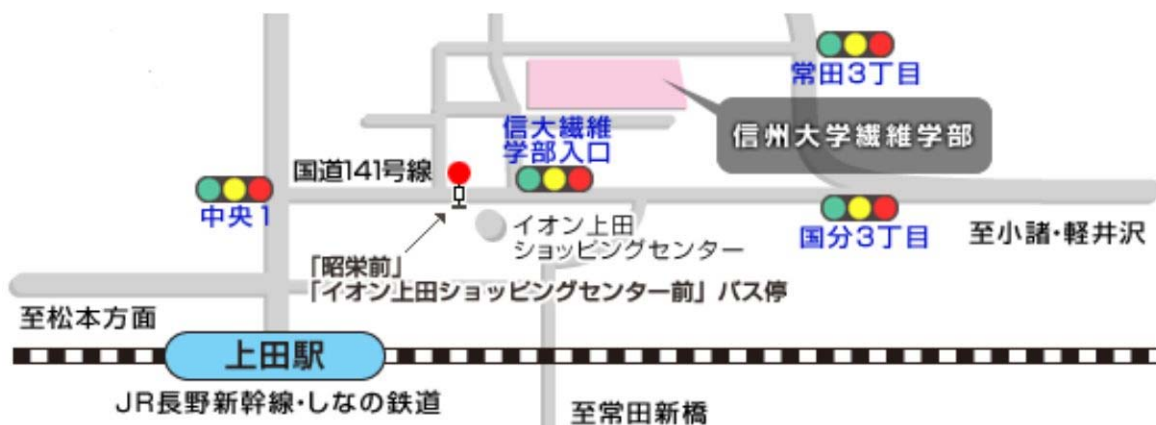 常田3丁目
信州大学繊維学部
信大繊維
学部入口
国道141号線
中央1
イオン上田
ショッピングセンター
国分3丁目
至小諸・軽井沢
「昭栄前」
「イオン上田ショッピングセンター前」バス停
至松本方面
上田駅
JR長野新幹線・しなの鉄道
至常田新橋